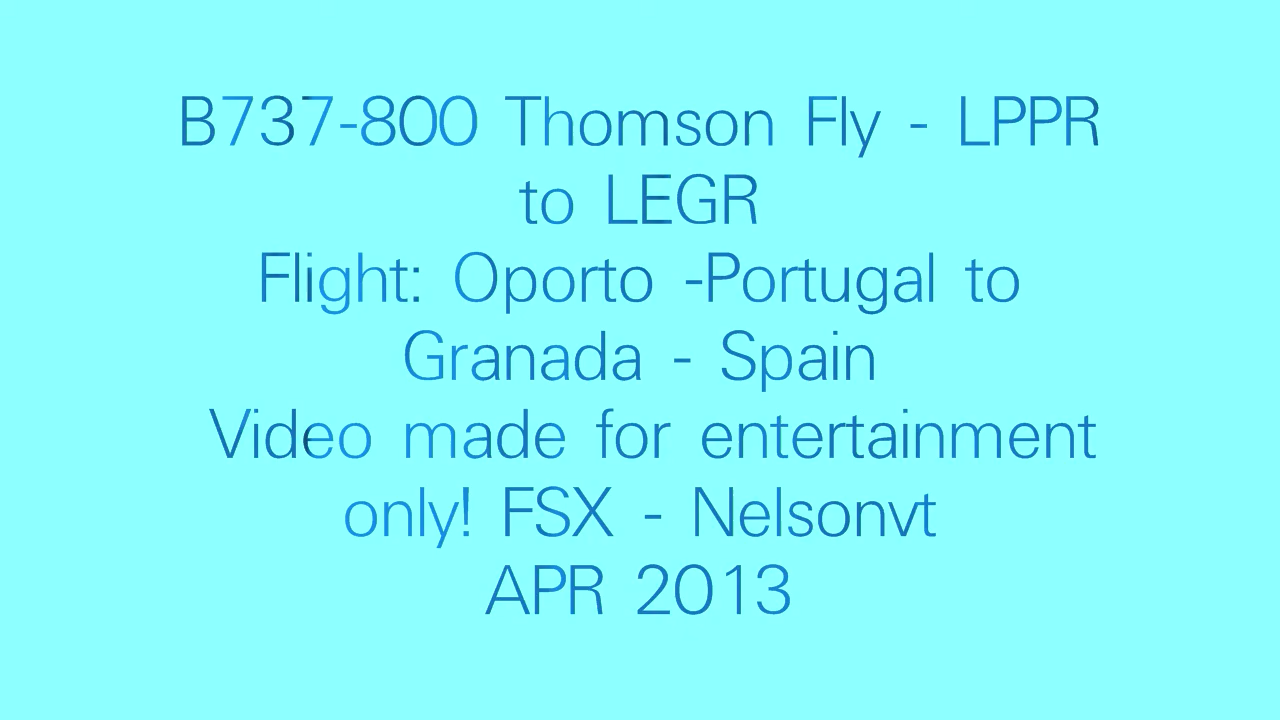 B737-800 Thomson Fly - LPPR
to LEGR
Flight: Oporto -Portugal to
Granada - Spain
Video made for entertainment
only! FSX - Nelsonvt
APR 2013